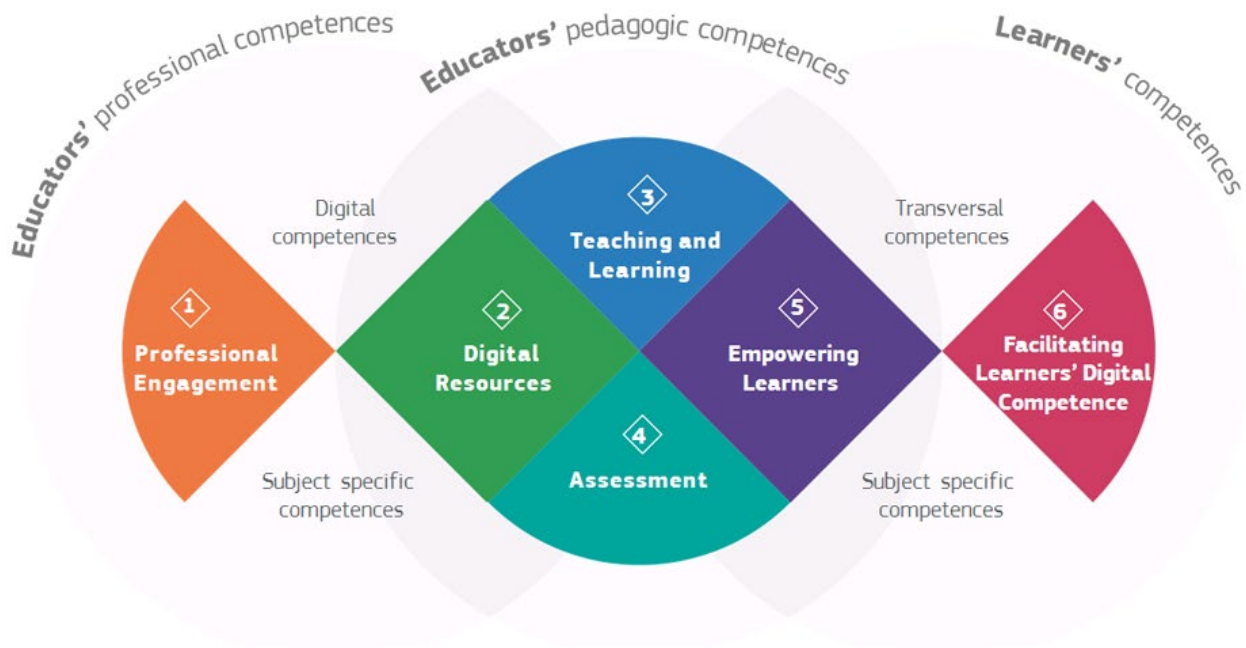 Educators’ professional competences
Educators’ pedagogic competences
Learners’ competences
Digital
competences
Transversal
competences
1
Professional
Engagement
2
Digital
Resources
3
Teaching and
Learning
4
Assessment
5
Empowering
Learners
6
Facilitating
Learners’ Digital
Competence
Subject specific
competences
Subject specific
competences